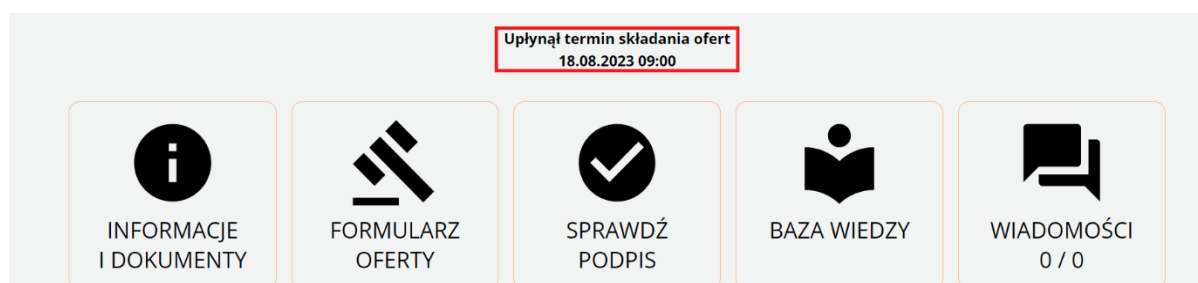 Upłynął termin składania ofert
18.08.2023 09:00
INFORMACJE
I DOKUMENTY
FORMULARZ
OFERTY
SPRAWDŹ
PODPIS
BAZA WIEDZY
WIADOMOŚCI
0 / 0